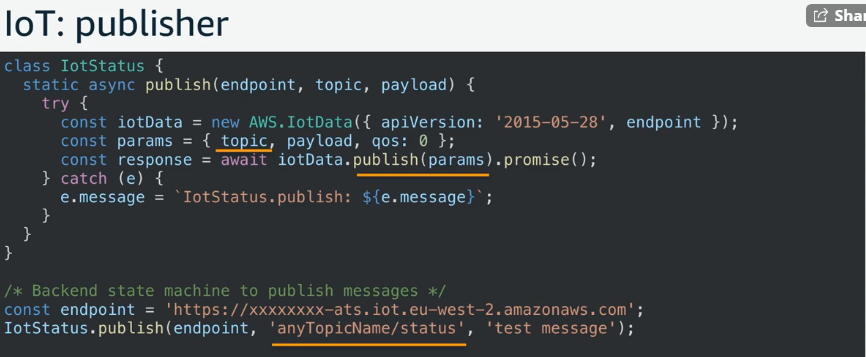 IoT: publisher
Shar
class IotStatus {
static async publish(endpoint, topic, payload) {
try {
const iotData = new AWS.IotData({ apiVersion: '2015-05-28', endpoint });
const params = { topic, payload, qos: 0 };
const response = await iotData.publish(params).promise();
} catch (e) {
e.message = `IotStatus.publish: ${e.message}`;
}
}
}
/* Backend state machine to publish messages */
const endpoint = 'https://xxxxxxxx-ats.iot.eu-west-2.amazonaws.com';
IotStatus.publish(endpoint, 'anyTopicName/status', 'test message');